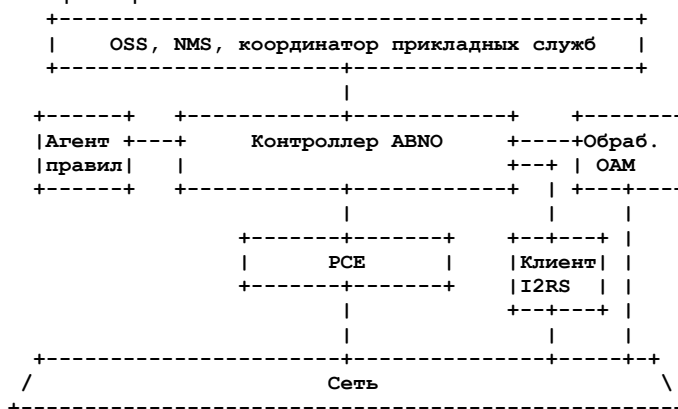 OSS, NMS, координатор прикладных служб
Агент Контроллер ABNO Обраб.
правил OAM
PCE Клиент
I2RS
Сеть